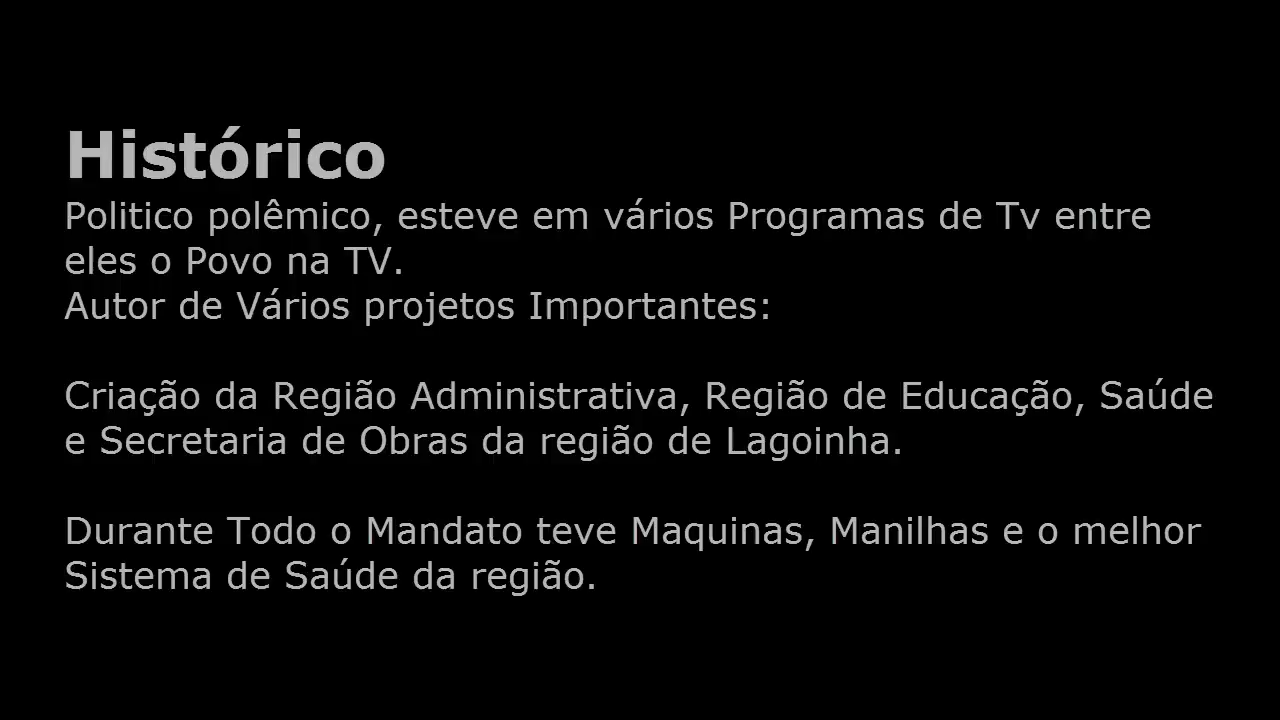 Histórico
Politico polêmico, esteve em vários Programas de Tv entre
eles o Povo na TV.
Autor de Vários projetos Importantes:
Criação da Região Administrativa, Região de Educação, Saúde
e Secretaria de Obras da região de Lagoinha.
Durante Todo o Mandato teve Maquinas, Manilhas e o melhor
Sistema de Saúde da região.